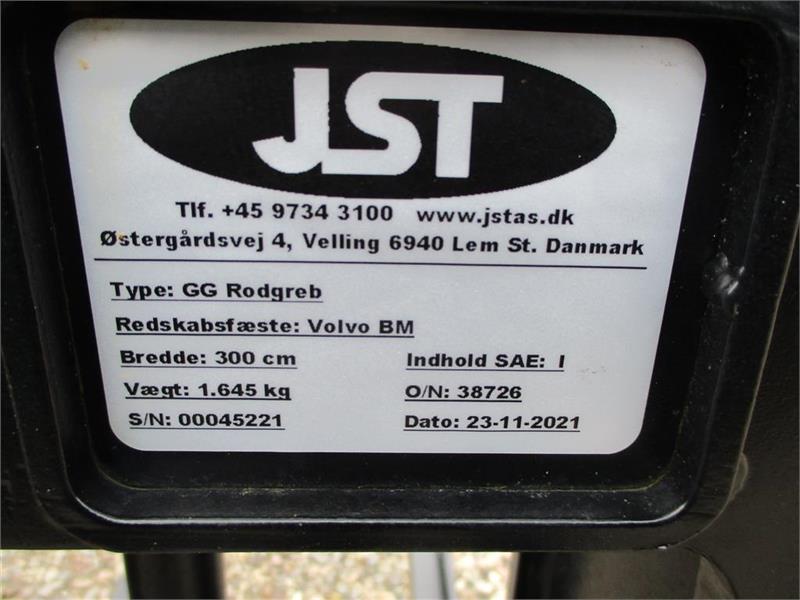 JST
Tlf. +45 9734 3100 www.jstas.dk
Østergårdsvej 4, Velling 6940 Lem St. Danmark
Type: GG Rodgreb
Redskabsfæste: Volvo BM
Bredde: 300 cm Indhold SAE: l
Vægt: 1.645 kg O/N: 38726
S/N: 00045221 Dato: 23-11-2021